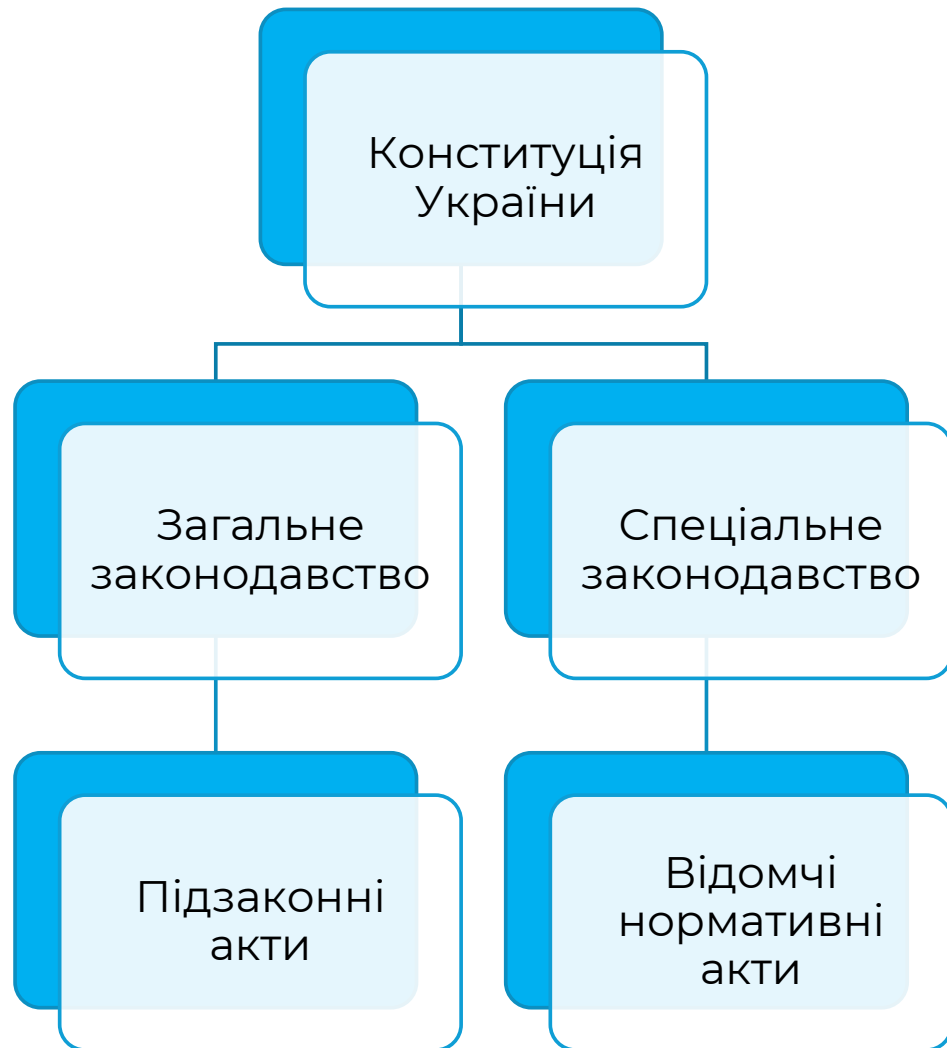 Конституція
України
Загальне
законодавство
Спеціальне
законодавство
Підзаконні
акти
Відомчі
нормативні
акти